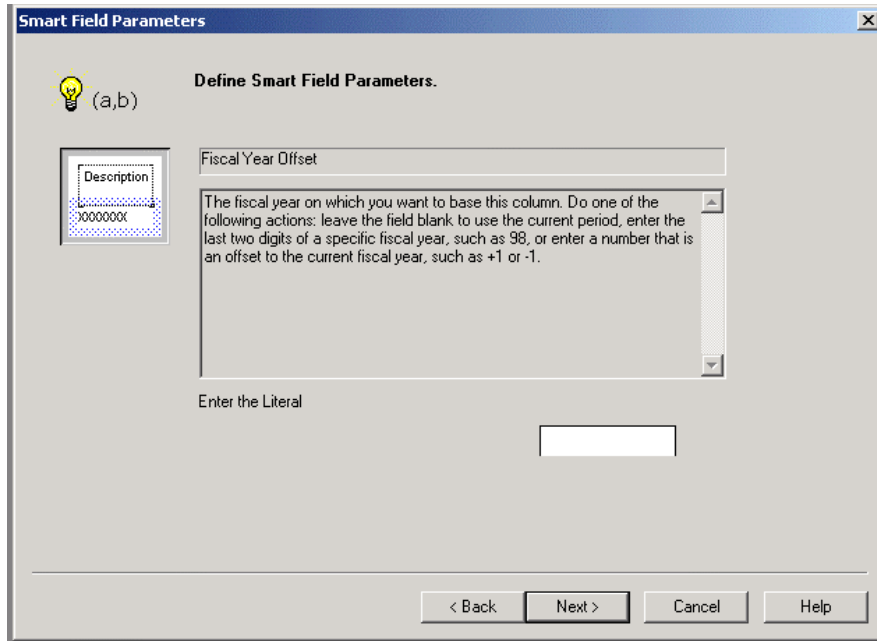 Smart Field Parameters
(a,b)
Define Smart Field Parameters.
Description
XXXXXXX
Fiscal Year Offset
The fiscal year on which you want to base this column. Do one of the
following actions: leave the field blank to use the current period, enter the
last two digits of a specific fiscal year, such as 98, or enter a number that is
an offset to the current fiscal year, such as +1 or -1.
Enter the Literal
< Back
Next >
Cancel
Help